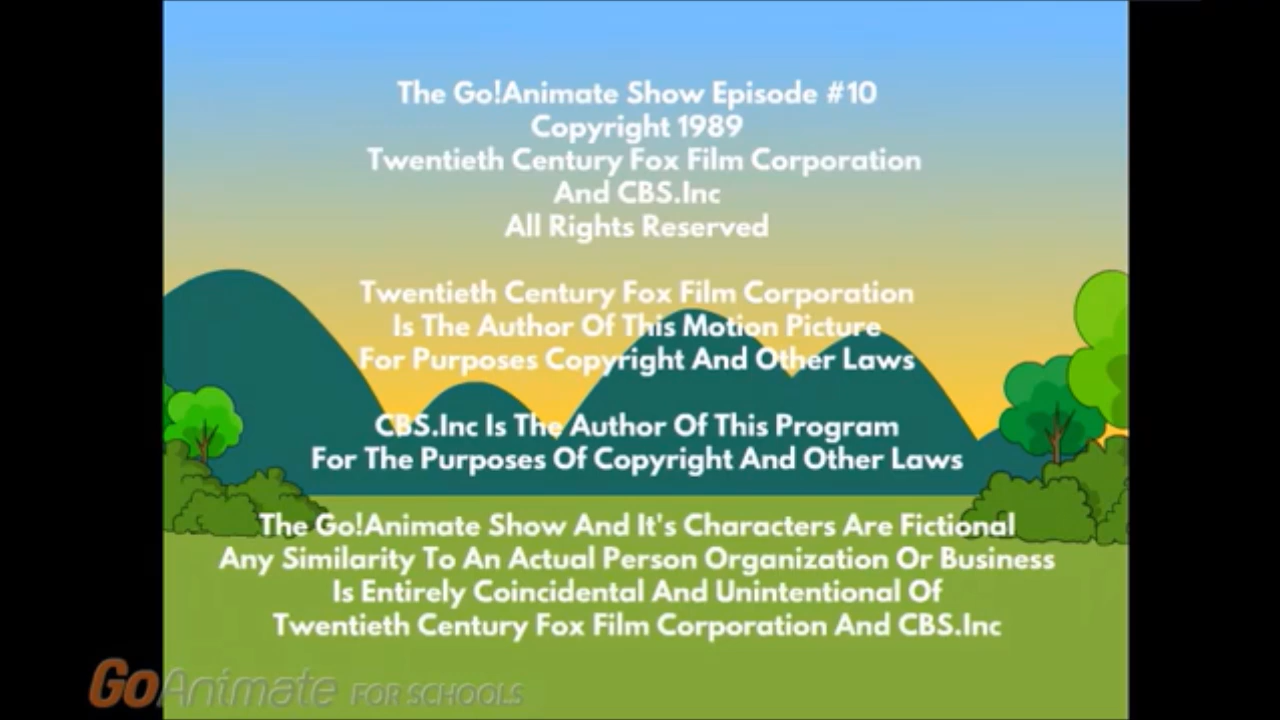 The Go!Animate Show Episode #10
Copyright 1989
Twentieth Century Fox Film Corporation
And CBS.Inc
All Rights Reserved
Twentieth Century Fox Film Corporation
Is The Author Of This Motion Picture
For Purposes Copyright And Other Laws
CBS.Inc Is The Author Of This Program
For The Purposes Of Copyright And Other Laws
The Go!Animate Show And It's Characters Are Fictional
Any Similarity To An Actual Person Organization Or Business
Is Entirely Coincidental And Unintentional Of
Twentieth Century Fox Film Corporation And CBS.Inc
GoAnimate FOR SCHOOLS